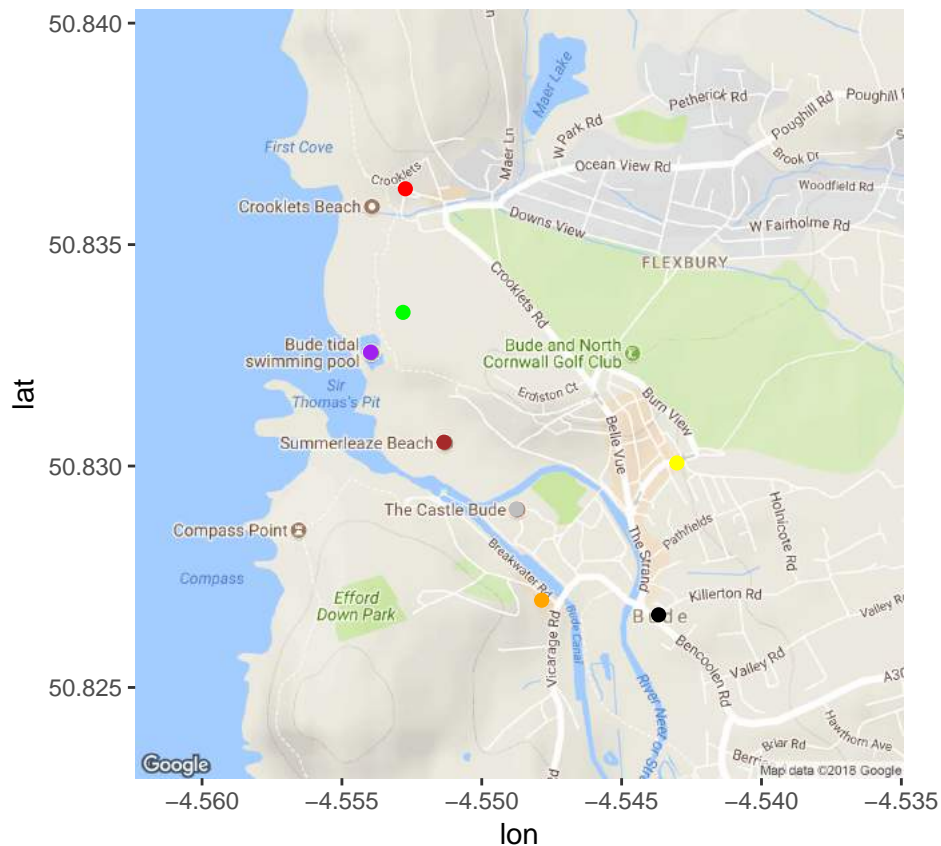 50.840
50.835
50.830
50.825
lat
−4.560
−4.555
−4.550
−4.545
−4.540
−4.535
lon
Maer Lake
Petherick Rd
Poughill Rd
Poughill
W Park Rd
Maer Ln
First Cove
Ocean View Rd
Brook Dr
Crooklets
Woodfield Rd
Crooklets Beach
Downs View
W Fairholme Rd
FLEXBURY
Crooklets Rd
Bude tidal
swimming pool
Bude and North
Cornwall Golf Club
Sir
Thomas's Pit
Erdiston Ct
Burn View
Belle Vue
Summerleaze Beach
The Castle Bude
Holnicote Rd
Compass Point
Pathfields
The Strand
Breakwater Rd
Compass
Efford
Down Park
Killerton Rd
Valley R
Bude
Bude Canal
Vicarage Rd
Bencoolen Rd
Valley Rd
River Neet or Str
A30
Hawthorn Ave
Briar Rd
Berri
Rd
Google
Map data ©2018 Google